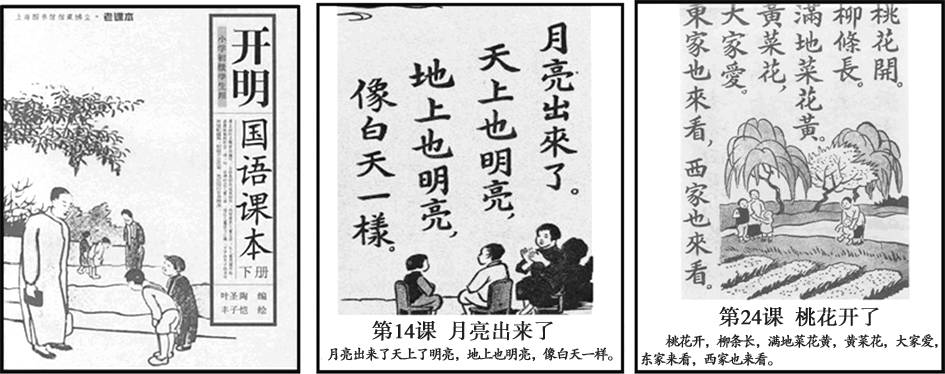 上海图书馆馆藏拂尘·老课本
开明
国语课本
下册
小学初级学生用
叶圣陶 编
丰子恺 绘
月亮出來了。
天上也明亮，
地上也明亮，
像白天一樣。
第14课 月亮出来了
月亮出来了天上了明亮，地上也明亮，像白天一样。
桃花開。
柳條長。
滿地菜花黃。
黃菜花，
大家愛。
東家也來看，西家也來看。
第24课 桃花开了
桃花开，柳条长，满地菜花黄，黄菜花，大家爱，
东家来看，西家也来看。